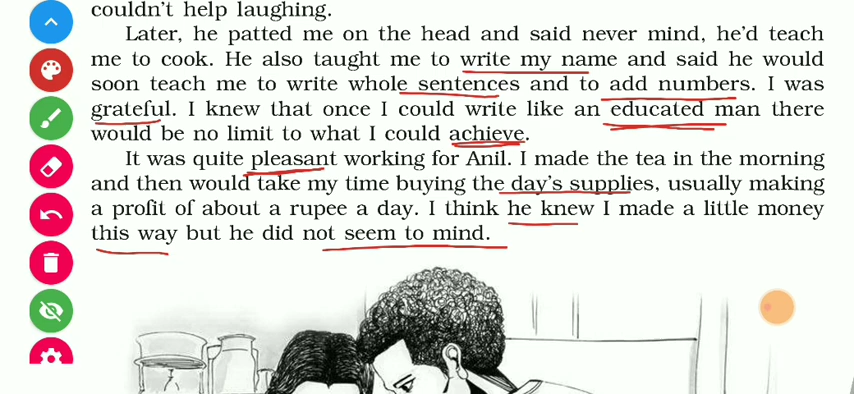 couldn't help laughing.
Later, he patted me on the head and said never mind, he'd teach
me to cook. He also taught me to write my name and said he would
soon teach me to write whole sentences and to add numbers. I was
grateful. I knew that once I could write like an educated man there
would be no limit to what I could achieve.
It was quite pleasant working for Anil. I made the tea in the morning
and then would take my time buying the day's supplies, usually making
a profit of about a rupee a day. I think he knew I made a little money
this way but he did not seem to mind.